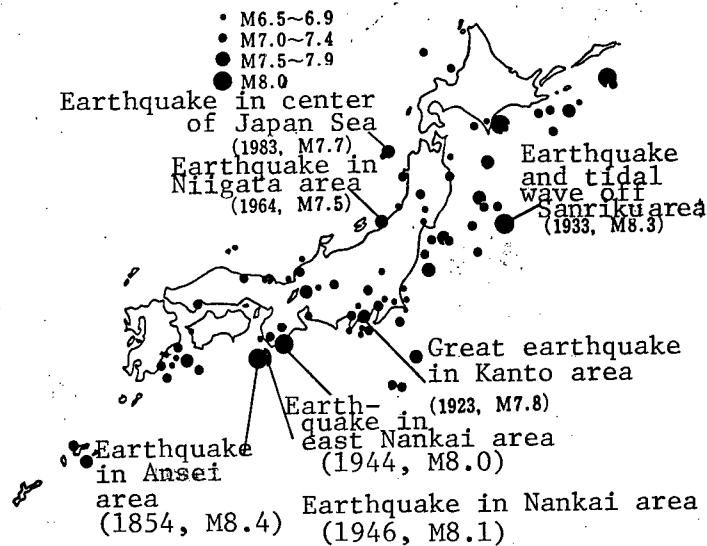 M6.5~6.9
M7.0~7.4
M7.5~7.9
M8.0
Earthquake in center
of Japan Sea
(1983, M7.7)
Earthquake in
Niigata area
(1964, M7.5)
Earthquake
and tidal
wave off
Sanriku area
(1933, M8.3)
Great earthquake
in Kanto area
(1923, M7.8)
Earth-
quake in
east Nankai area
(1944, M8.0)
Earthquake
in Ansei
area
(1854, M8.4)
Earthquake in Nankai area
(1946, M8.1)